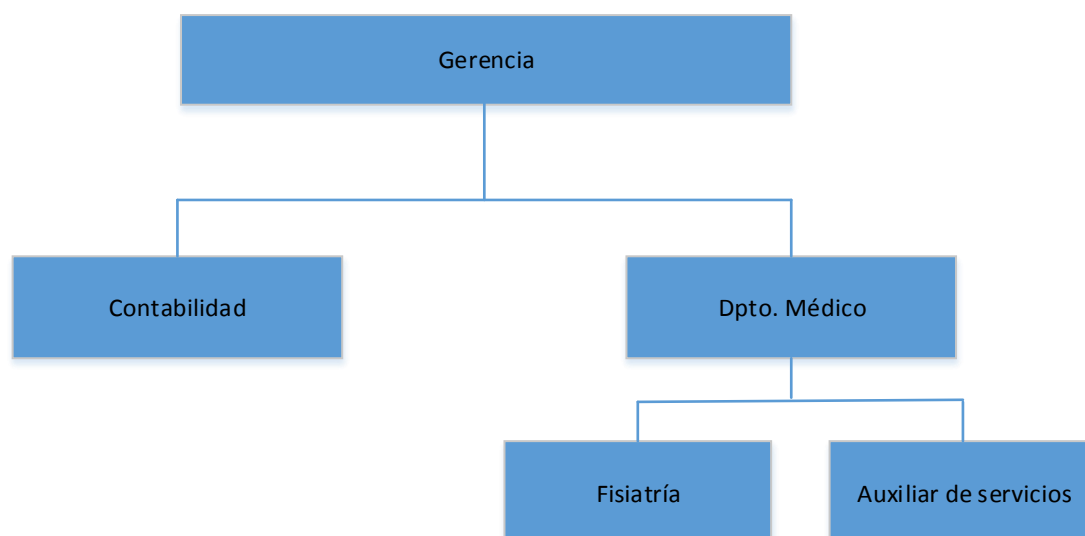 Gerencia
Contabilidad
Dpto. Médico
Fisiatría
Auxiliar de servicios